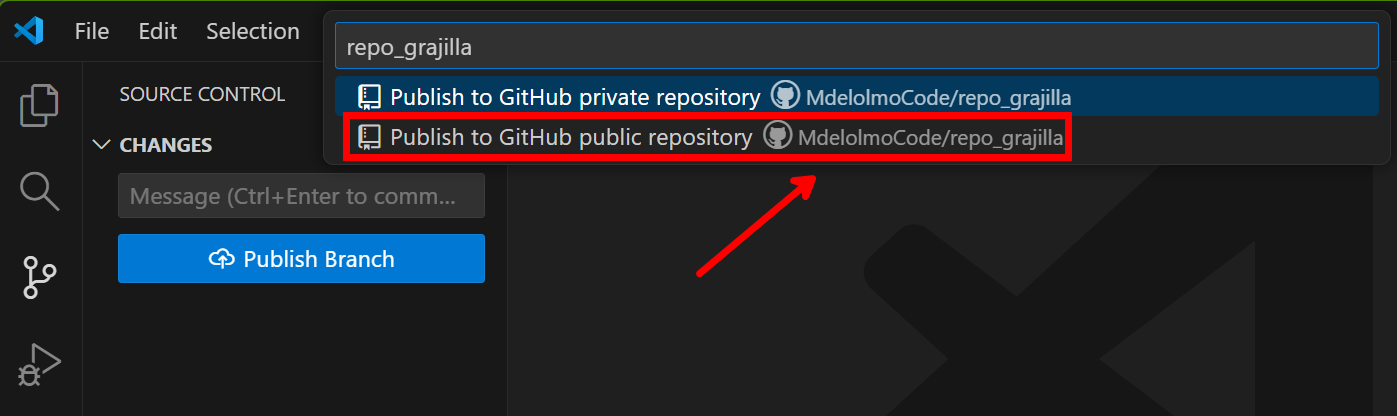 File Edit Selection
repo_grajilla
Publish to GitHub private repository MdelolmoCode/repo_grajilla
Publish to GitHub public repository MdelolmoCode/repo_grajilla
SOURCE CONTROL
CHANGES
Message (Ctrl+Enter to comm...
Publish Branch